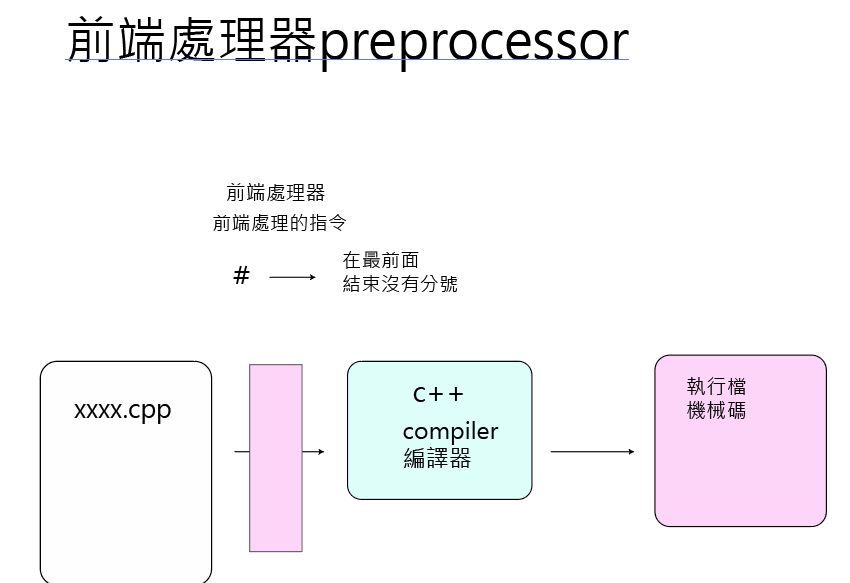 前端處理器preprocessor
前端處理器
前端處理的指令
#
在最前面
結束沒有分號
xxxx.cpp
c++
compiler
編譯器
執行檔
機械碼